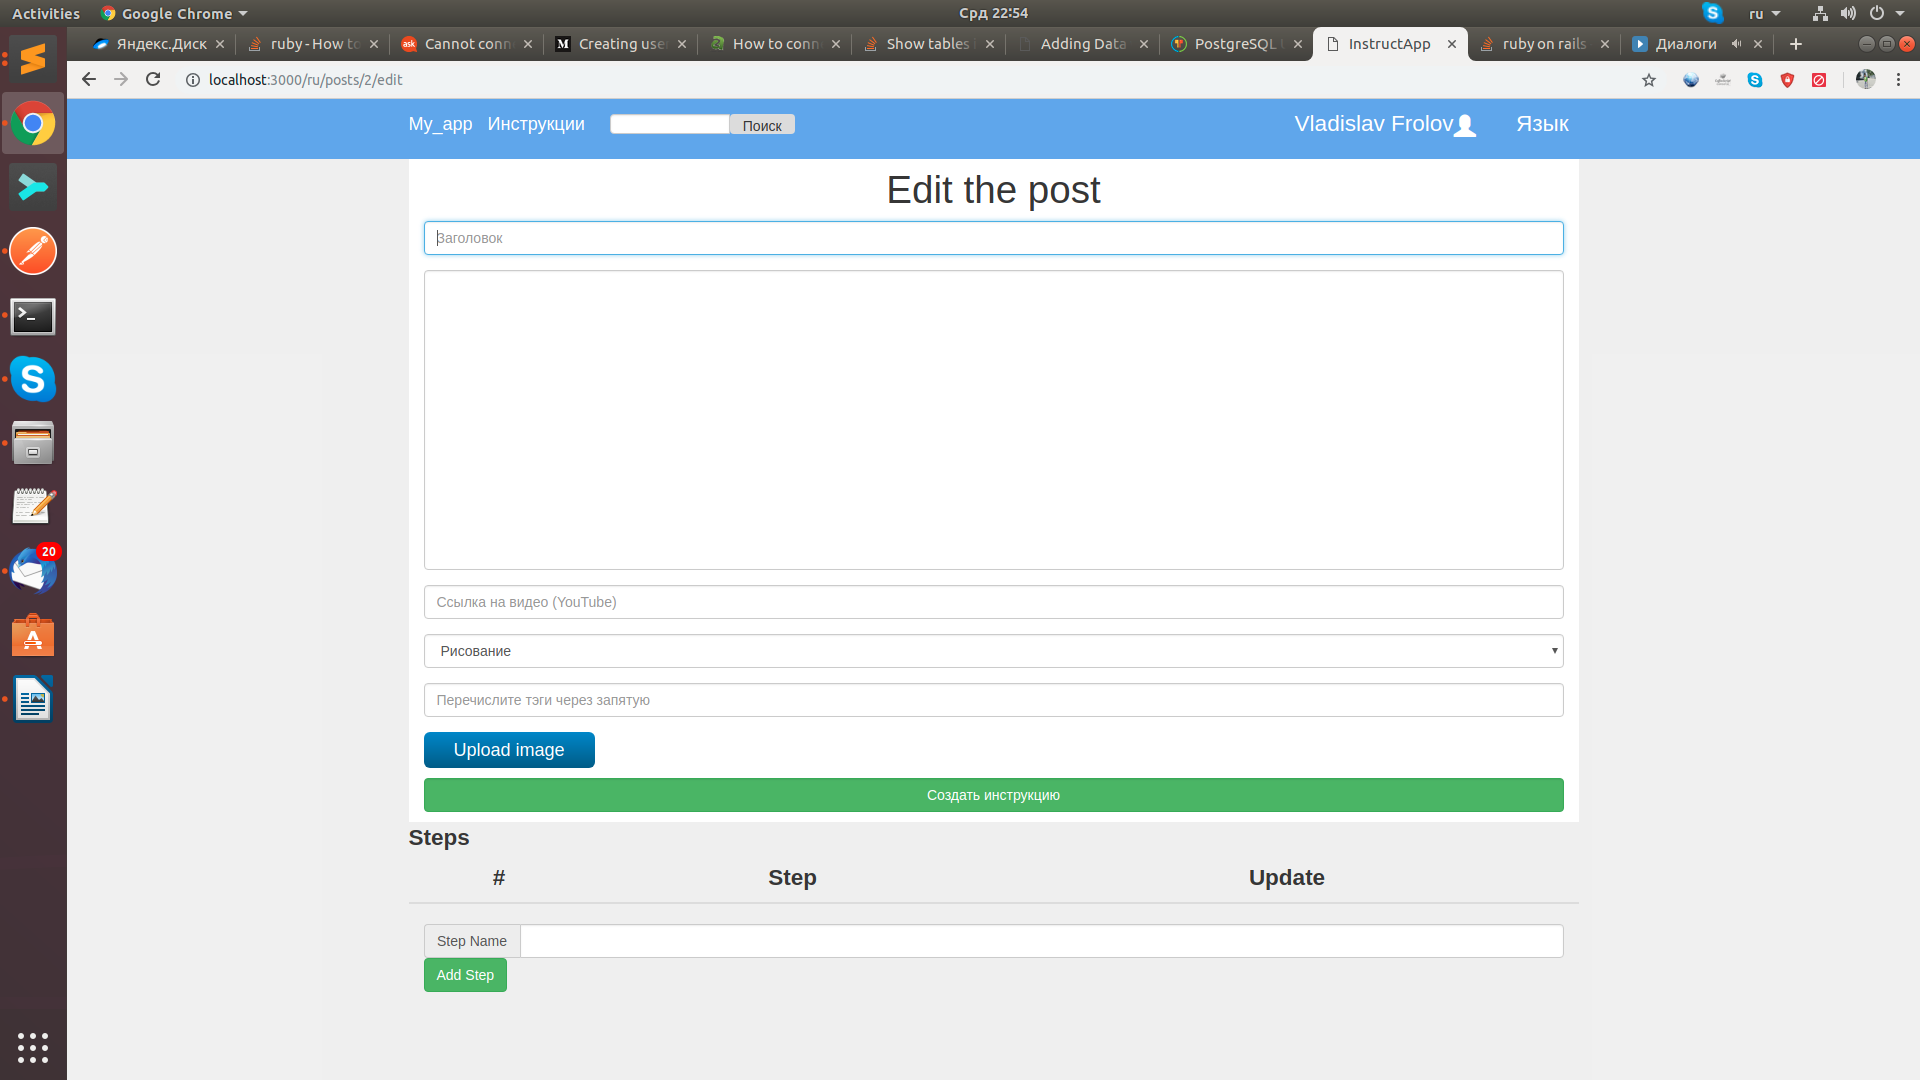 Activities Google Chrome Срд 22:54 ru
Яндекс.Диск ruby - How to Cannot conn Creating use How to conn Show tables Adding Data PostgreSQL InstructApp ruby on rails Диалоги
localhost:3000/ru/posts/2/edit
My_app Инструкции Поиск Vladislav Frolov Язык
Edit the post
Заголовок
Ссылка на видео (YouTube)
Рисование
Перечислите тэги через запятую
Upload image
Создать инструкцию
Steps
# Step Update
Step Name
Add Step
20